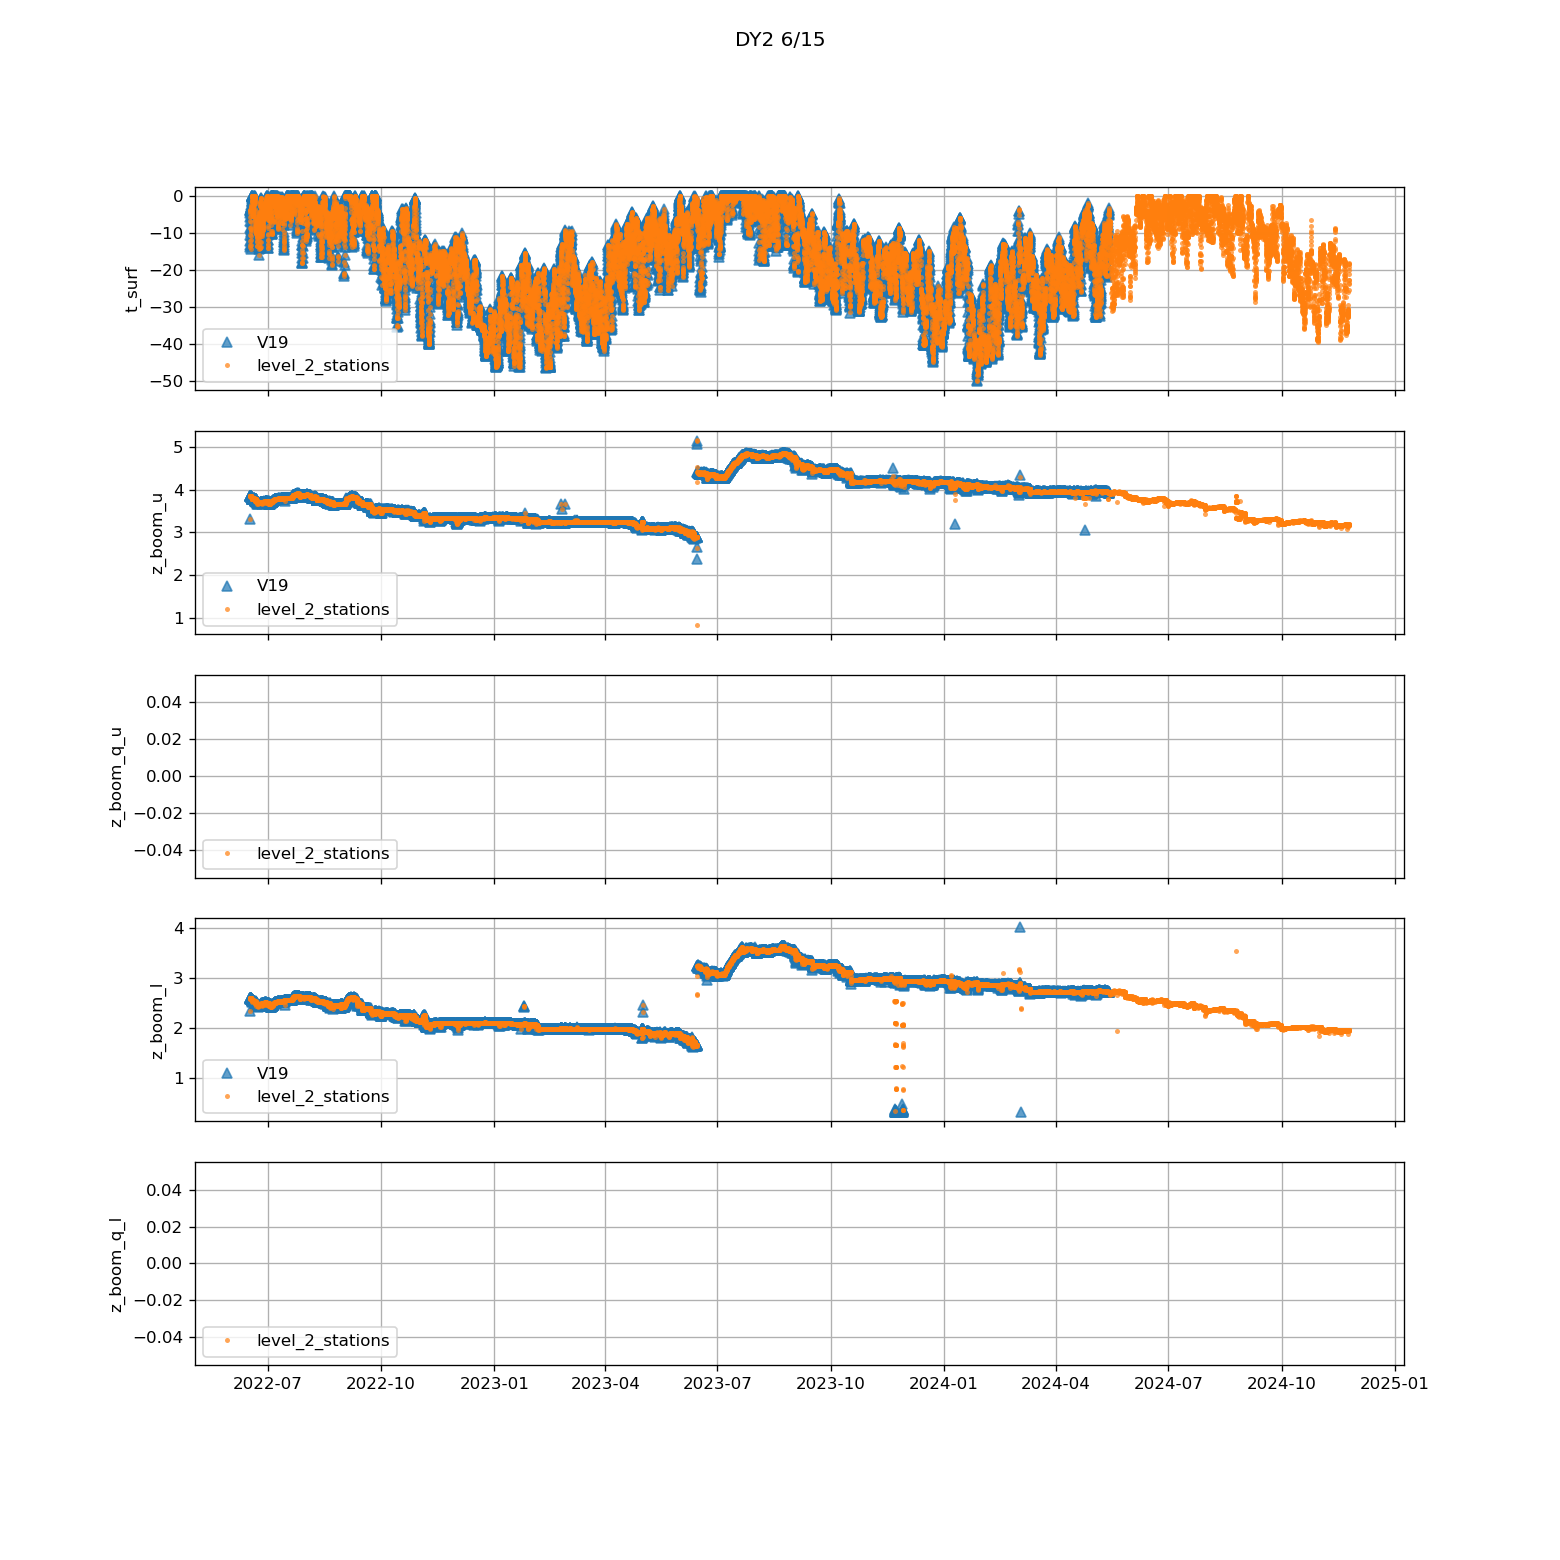 DY2 6/15
0
−10
−20
−30
−40
−50
t_surf
V19
level_2_stations
5
4
3
2
1
z_boom_u
V19
level_2_stations
0.04
0.02
0.00
−0.02
−0.04
z_boom_q_u
level_2_stations
4
3
2
1
z_boom_l
V19
level_2_stations
0.04
0.02
0.00
−0.02
−0.04
z_boom_q_l
level_2_stations
2022-07 2022-10 2023-01 2023-04 2023-07 2023-10 2024-01 2024-04 2024-07 2024-10 2025-01